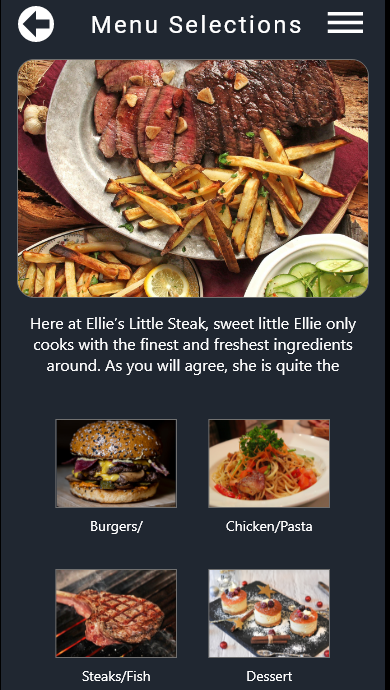 Menu Selections
Here at Ellie's Little Steak, sweet little Ellie only
cooks with the finest and freshest ingredients
around. As you will agree, she is quite the
Burgers/
Chicken/Pasta
Steaks/Fish
Dessert